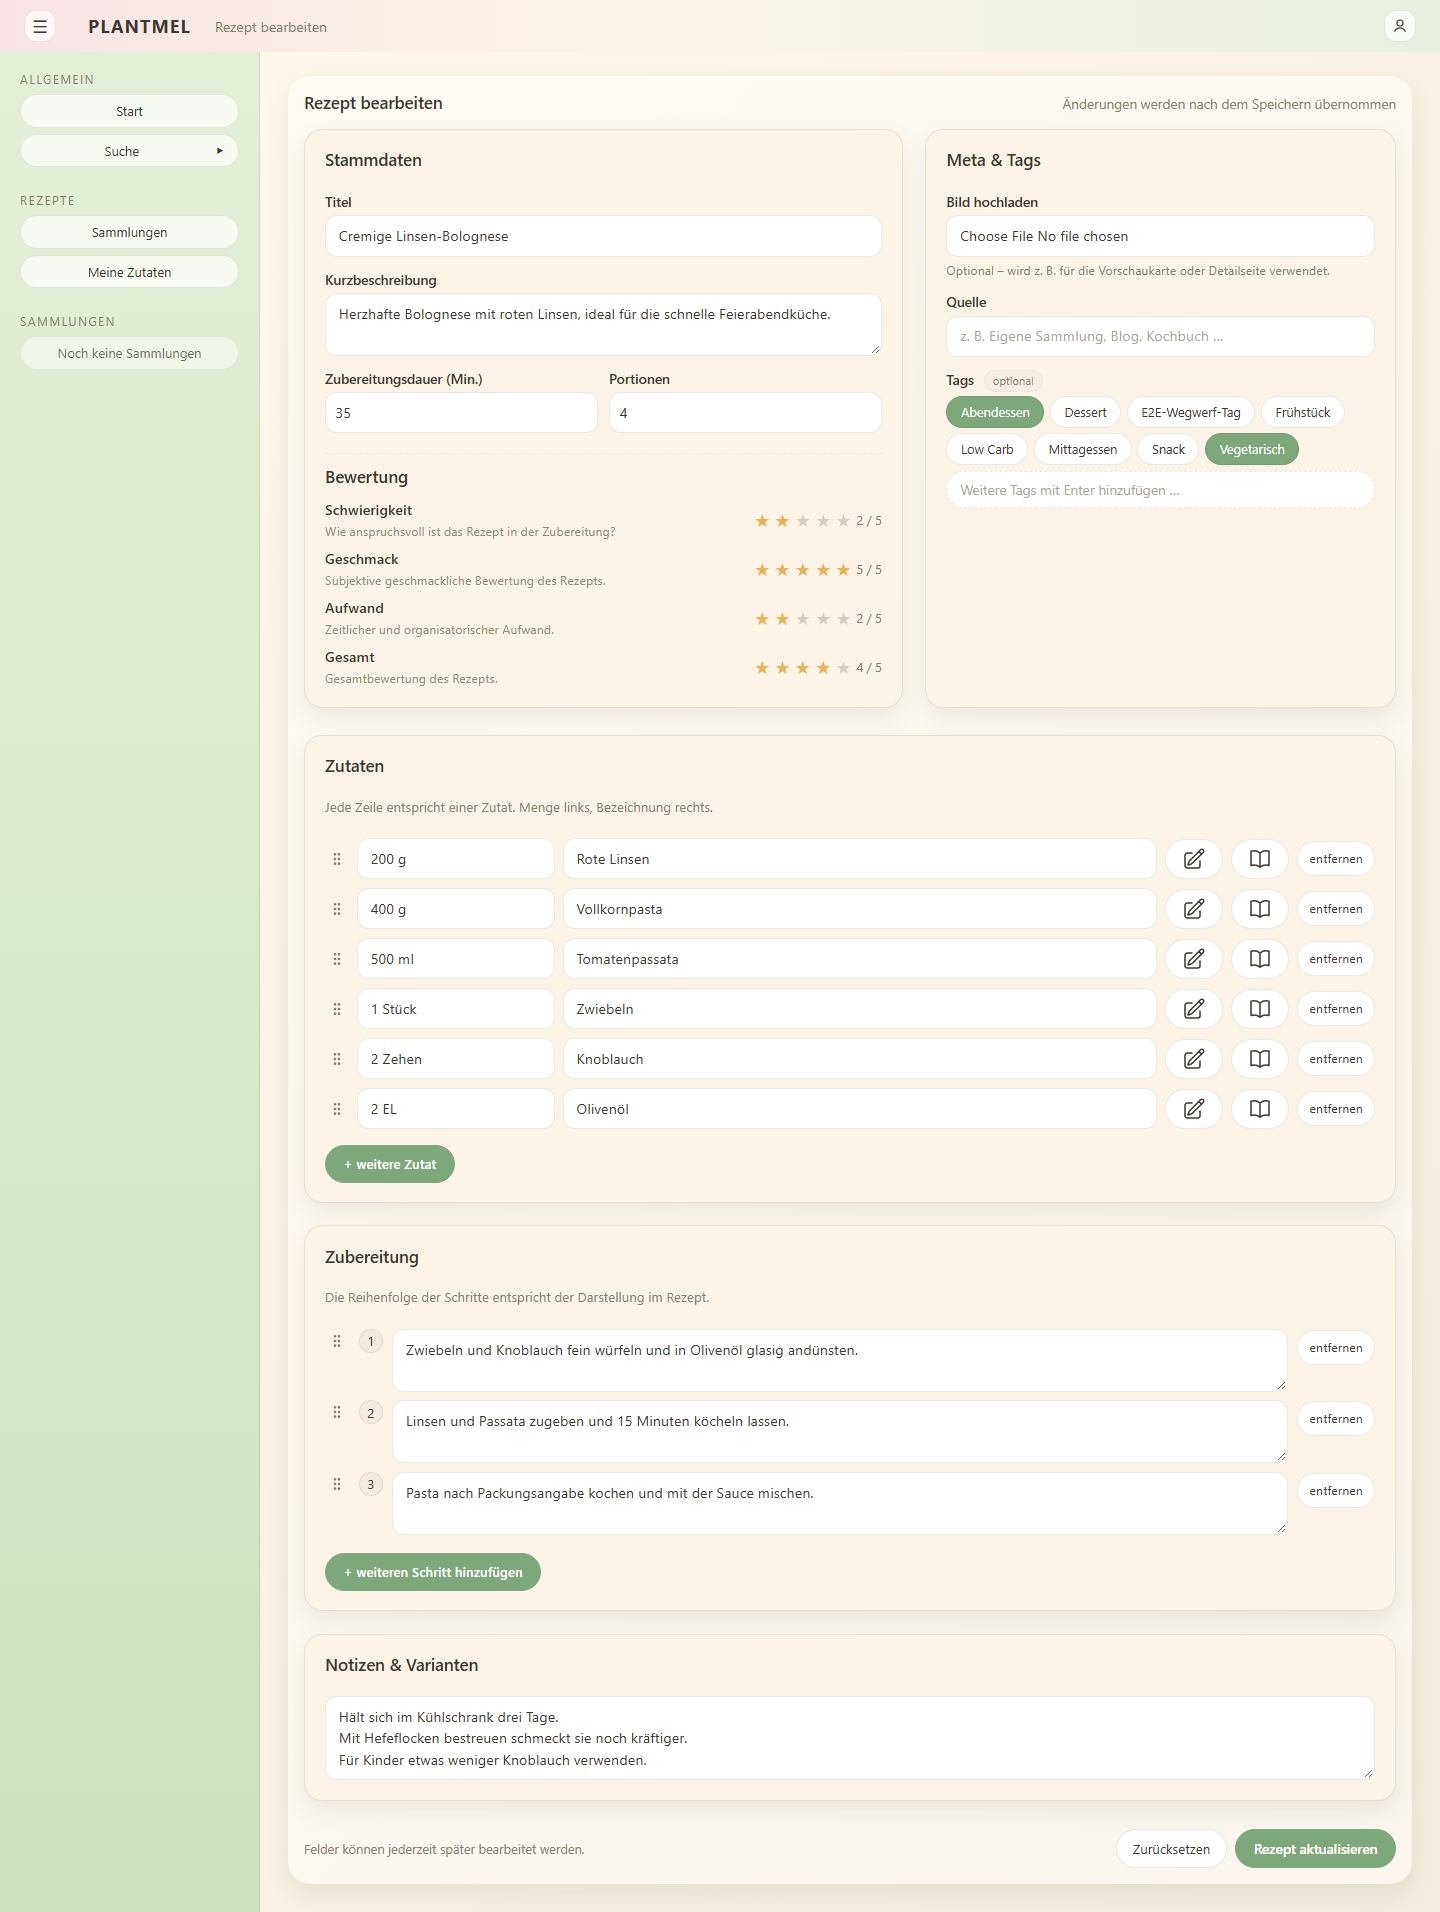 PLANTMEL
Rezept bearbeiten
ALLGEMEIN
Start
Suche
REZEPTE
Sammlungen
Meine Zutaten
SAMMLUNGEN
Noch keine Sammlungen
Rezept bearbeiten
Änderungen werden nach dem Speichern übernommen
Stammdaten
Titel
Cremige Linsen-Bolognese
Kurzbeschreibung
Herzhafte Bolognese mit roten Linsen, ideal für die schnelle Feierabendküche.
Zubereitungsdauer (Min.)
Portionen
35
4
Bewertung
Schwierigkeit
Wie anspruchsvoll ist das Rezept in der Zubereitung?
2 / 5
Geschmack
Subjektive geschmackliche Bewertung des Rezepts.
5 / 5
Aufwand
Zeitlicher und organisatorischer Aufwand.
2 / 5
Gesamt
Gesamtbewertung des Rezepts.
4 / 5
Meta & Tags
Bild hochladen
Choose File No file chosen
Optional – wird z. B. für die Vorschaukarte oder Detailseite verwendet.
Quelle
z. B. Eigene Sammlung, Blog, Kochbuch ...
Tags optional
Abendessen Dessert E2E-Wegwerf-Tag Frühstück
Low Carb Mittagessen Snack Vegetarisch
Weitere Tags mit Enter hinzufügen ...
Zutaten
Jede Zeile entspricht einer Zutat. Menge links, Bezeichnung rechts.
200 g Rote Linsen entfernen
400 g Vollkornpasta entfernen
500 ml Tomatenpassata entfernen
1 Stück Zwiebeln entfernen
2 Zehen Knoblauch entfernen
2 EL Olivenöl entfernen
+ weitere Zutat
Zubereitung
Die Reihenfolge der Schritte entspricht der Darstellung im Rezept.
1 Zwiebeln und Knoblauch fein würfeln und in Olivenöl glasig andünsten. entfernen
2 Linsen und Passata zugeben und 15 Minuten köcheln lassen. entfernen
3 Pasta nach Packungsangabe kochen und mit der Sauce mischen. entfernen
+ weiteren Schritt hinzufügen
Notizen & Varianten
Hält sich im Kühlschrank drei Tage.
Mit Hefeflocken bestreuen schmeckt sie noch kräftiger.
Für Kinder etwas weniger Knoblauch verwenden.
Felder können jederzeit später bearbeitet werden.
Zurücksetzen
Rezept aktualisieren